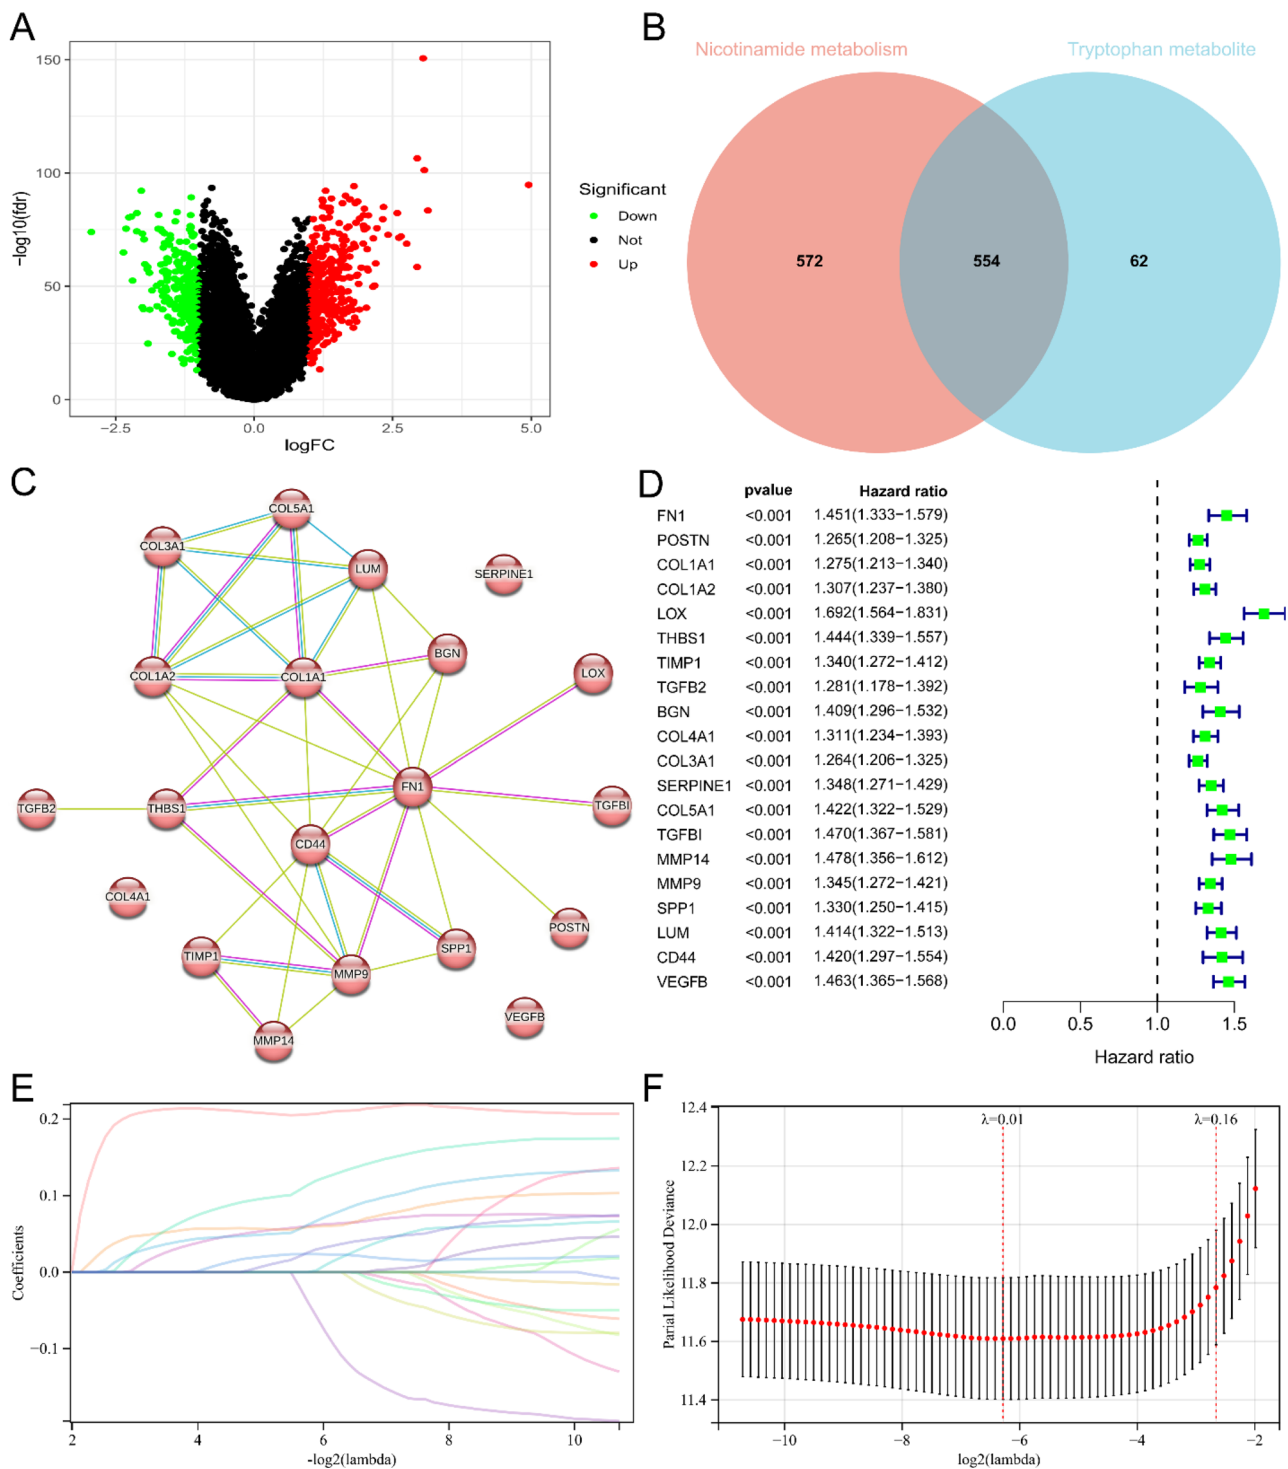 A
150
100
50
0
−log10(fdr)
−2.5
0.0
2.5
5.0
logFC
Significant
Down
Not
Up
B
Nicotinamide metabolism
Tryptophan metabolite
572
554
62
C
COL5A1
COL3A1
LUM
SERPINE1
BGN
COL1A2
COL1A1
LOX
FN1
TGFB2
THBS1
TGFBI
CD44
COL4A1
POSTN
SPP1
TIMP1
MMP9
VEGFB
MMP14
D
pvalue Hazard ratio
FN1 <0.001 1.451(1.333−1.579)
POSTN <0.001 1.265(1.208−1.325)
COL1A1 <0.001 1.275(1.213−1.340)
COL1A2 <0.001 1.307(1.237−1.380)
LOX <0.001 1.692(1.564−1.831)
THBS1 <0.001 1.444(1.339−1.557)
TIMP1 <0.001 1.340(1.272−1.412)
TGFB2 <0.001 1.281(1.178−1.392)
BGN <0.001 1.409(1.296−1.532)
COL4A1 <0.001 1.311(1.234−1.393)
COL3A1 <0.001 1.264(1.206−1.325)
SERPINE1 <0.001 1.348(1.271−1.429)
COL5A1 <0.001 1.422(1.322−1.529)
TGFBI <0.001 1.470(1.367−1.581)
MMP14 <0.001 1.478(1.356−1.612)
MMP9 <0.001 1.345(1.272−1.421)
SPP1 <0.001 1.330(1.250−1.415)
LUM <0.001 1.414(1.322−1.513)
CD44 <0.001 1.420(1.297−1.554)
VEGFB <0.001 1.463(1.365−1.568)
0.0 0.5 1.0 1.5
Hazard ratio
E
0.2
0.1
0.0
−0.1
Coefficients
2 4 6 8 10
-log2(lambda)
F
12.4
12.2
12.0
11.8
11.6
11.4
Parial Likelihood Deviance
λ=0.01
λ=0.16
−10 −8 −6 −4 −2
log2(lambda)